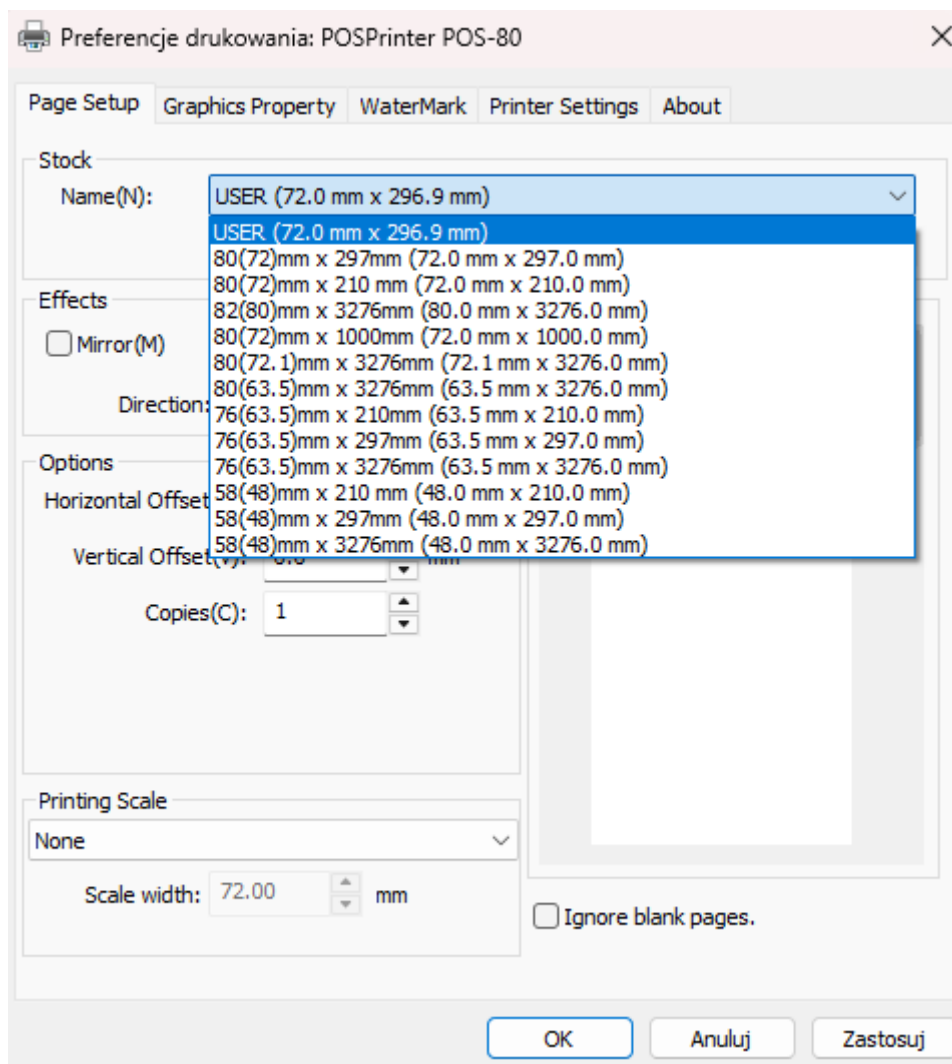 Preferencje drukowania: POSPrinter POS-80
Page Setup Graphics Property WaterMark Printer Settings About
Stock
Name(N): USER (72.0 mm x 296.9 mm)
USER (72.0 mm x 296.9 mm)
80(72)mm x 297mm (72.0 mm x 297.0 mm)
80(72)mm x 210 mm (72.0 mm x 210.0 mm)
Effects
82(80)mm x 3276mm (80.0 mm x 3276.0 mm)
Mirror(M)
80(72)mm x 1000mm (72.0 mm x 1000.0 mm)
80(72.1)mm x 3276mm (72.1 mm x 3276.0 mm)
80(63.5)mm x 3276mm (63.5 mm x 3276.0 mm)
Direction:
76(63.5)mm x 210mm (63.5 mm x 210.0 mm)
76(63.5)mm x 297mm (63.5 mm x 297.0 mm)
Options
76(63.5)mm x 3276mm (63.5 mm x 3276.0 mm)
Horizontal Offset
58(48)mm x 210 mm (48.0 mm x 210.0 mm)
58(48)mm x 297mm (48.0 mm x 297.0 mm)
58(48)mm x 3276mm (48.0 mm x 3276.0 mm)
Vertical Offset(V): 0.0 mm
Copies(C): 1
Printing Scale
None
Scale width: 72.00 mm
Ignore blank pages.
OK Anuluj Zastosuj